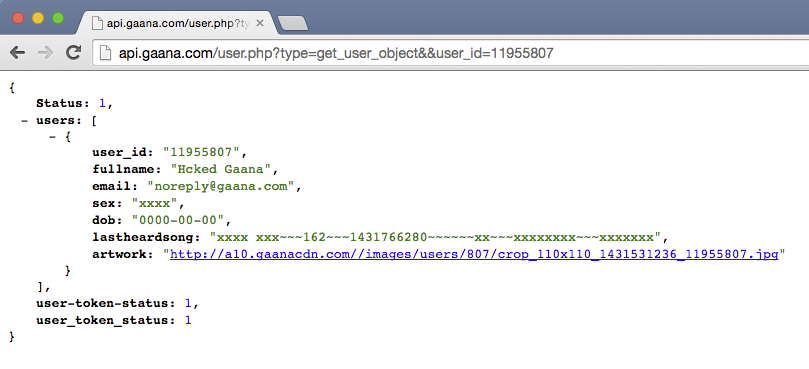 api.gaana.com/user.php?ty
api.gaana.com/user.php?type=get_user_object&&user_id=11955807
{
Status: 1,
- users: [
- {
user_id: "11955807",
fullname: "Hcked Gaana",
email: "noreply@gaana.com",
sex: "xxxx",
dob: "0000-00-00",
lastheardsong: "xxxx xxx~~~162~~~1431766280~~~~~~xx~~~xxxxxxxx~~~xxxxxxx",
artwork: "http://a10.gaanacdn.com//images/users/807/crop_110x110_1431531236_11955807.jpg"
}
],
user-token-status: 1,
user_token_status: 1
}